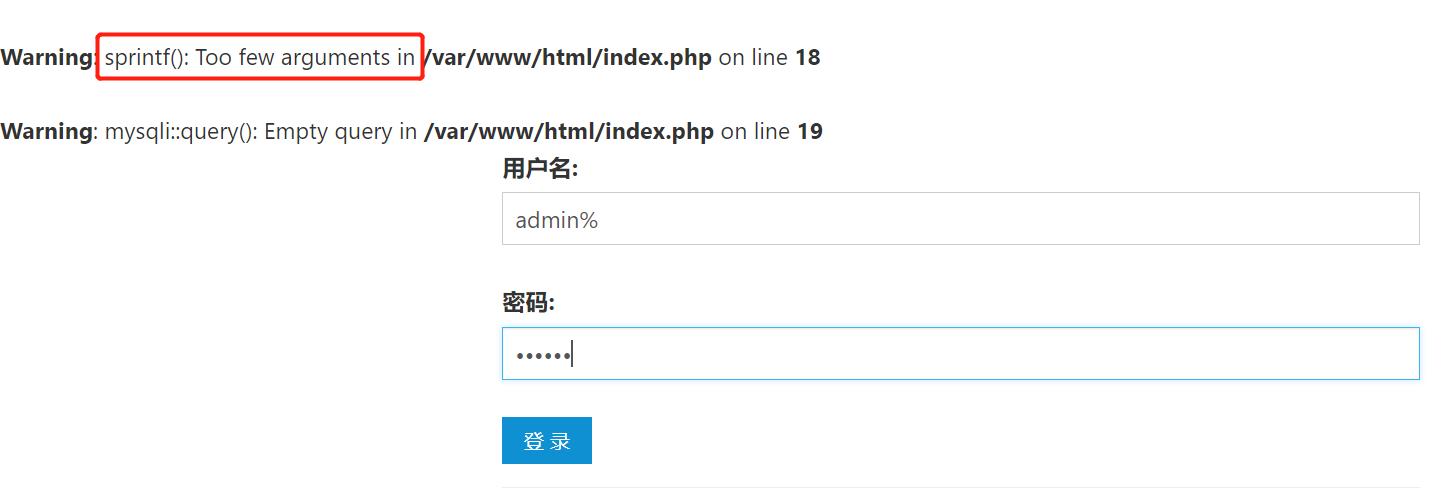 Warning: sprintf(): Too few arguments in /var/www/html/index.php on line 18
Warning: mysqli::query(): Empty query in /var/www/html/index.php on line 19
用户名:
admin%
密码:
••••••
登 录